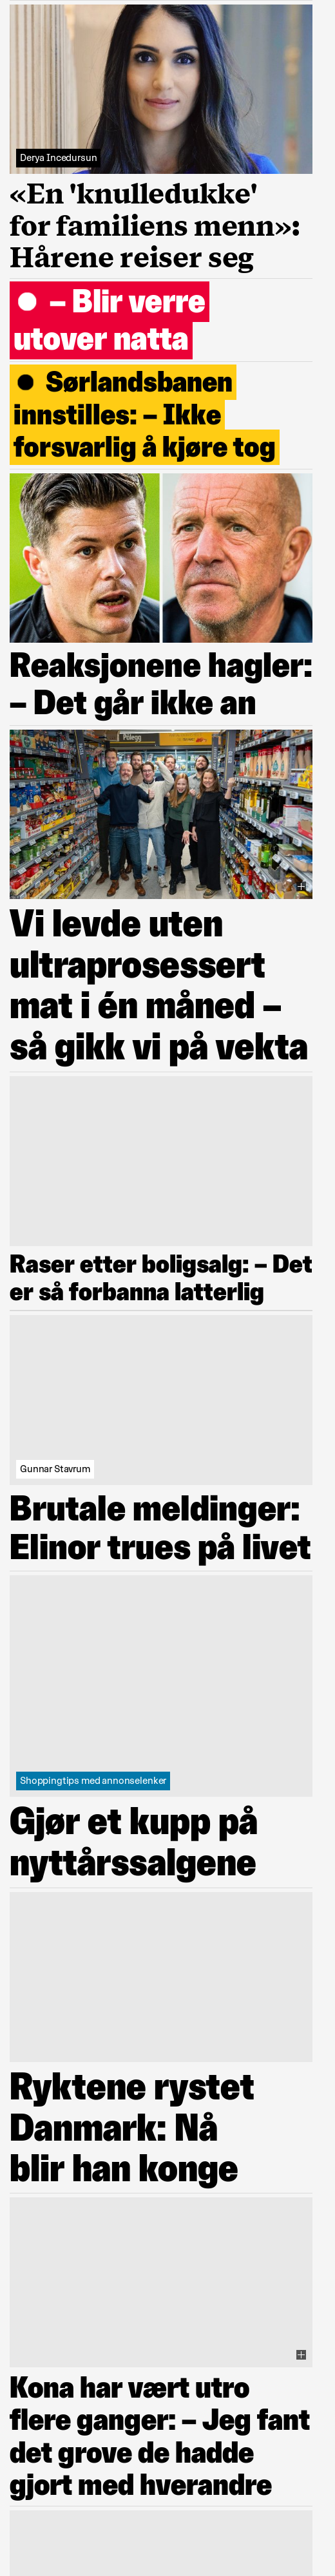 Derya Incedursun
«En 'knulledukke'
for familiens menn»:
Hårene reiser seg
– Blir verre
utover natta
Sørlandsbanen
innstilles: – Ikke
forsvarlig å kjøre tog
Reaksjonene hagler:
– Det går ikke an
Pålegg
Vi levde uten
ultraprosessert
mat i én måned –
så gikk vi på vekta
Raser etter boligsalg: – Det
er så forbanna latterlig
Gunnar Stavrum
Brutale meldinger:
Elinor trues på livet
Shoppingtips med annonselenker
Gjør et kupp på
nyttårssalgene
Ryktene rystet
Danmark: Nå
blir han konge
Kona har vært utro
flere ganger: – Jeg fant
det grove de hadde
gjort med hverandre